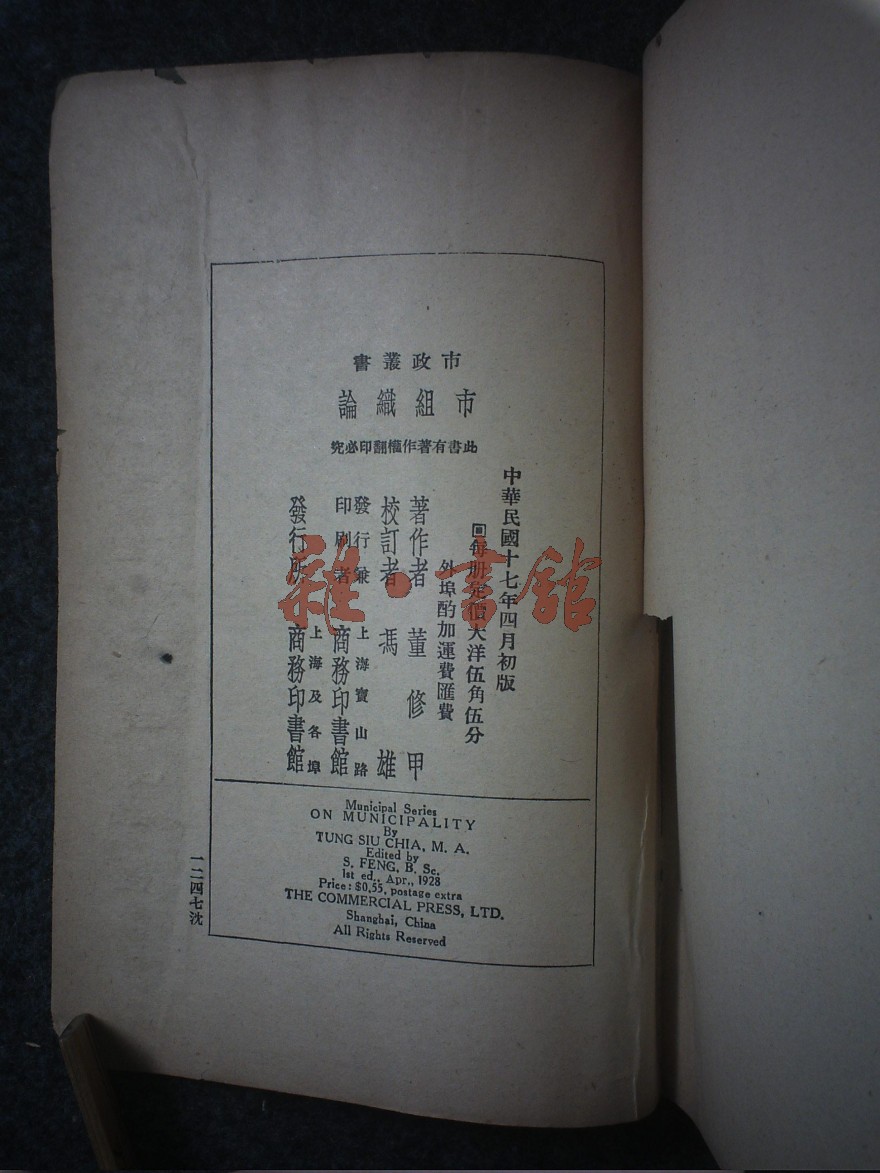 市政叢書
市組織論
此書有著作權翻印必究
中華民國十七年四月初版
回每册定價大洋伍角伍分
外埠酌加運費匯費
著作者 董修甲
校訂者 馮雄
發行兼印刷者 上海寶山路 商務印書館
發行所 上海及各埠 商務印書館
Municipal Series
ON MUNICIPALITY
By
TUNG SIU CHIA, M. A.
Edited by
S. FENG, B. Sc.
1st ed., Apr., 1928
Price: $0.55, postage extra
THE COMMERCIAL PRESS, LTD.
Shanghai, China
All Rights Reserved
一二四七沈
雜·書館